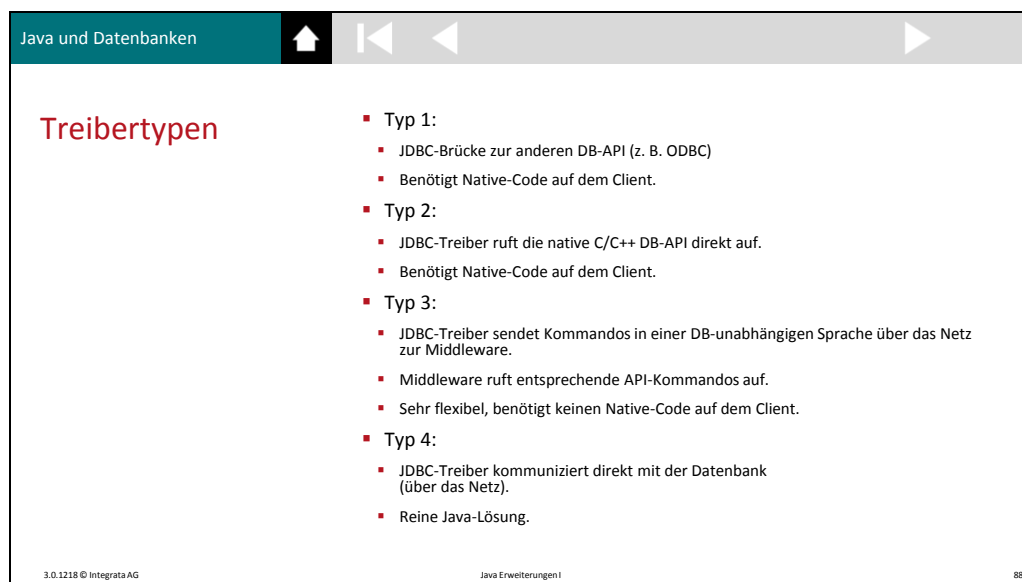 Java und Datenbanken
Treibertypen
▪ Typ 1:
▪ JDBC-Brücke zur anderen DB-API (z. B. ODBC)
▪ Benötigt Native-Code auf dem Client.
▪ Typ 2:
▪ JDBC-Treiber ruft die native C/C++ DB-API direkt auf.
▪ Benötigt Native-Code auf dem Client.
▪ Typ 3:
▪ JDBC-Treiber sendet Kommandos in einer DB-unabhängigen Sprache über das Netz
zur Middleware.
▪ Middleware ruft entsprechende API-Kommandos auf.
▪ Sehr flexibel, benötigt keinen Native-Code auf dem Client.
▪ Typ 4:
▪ JDBC-Treiber kommuniziert direkt mit der Datenbank
(über das Netz).
▪ Reine Java-Lösung.
3.0.1218 © Integrata AG
Java Erweiterungen I
88